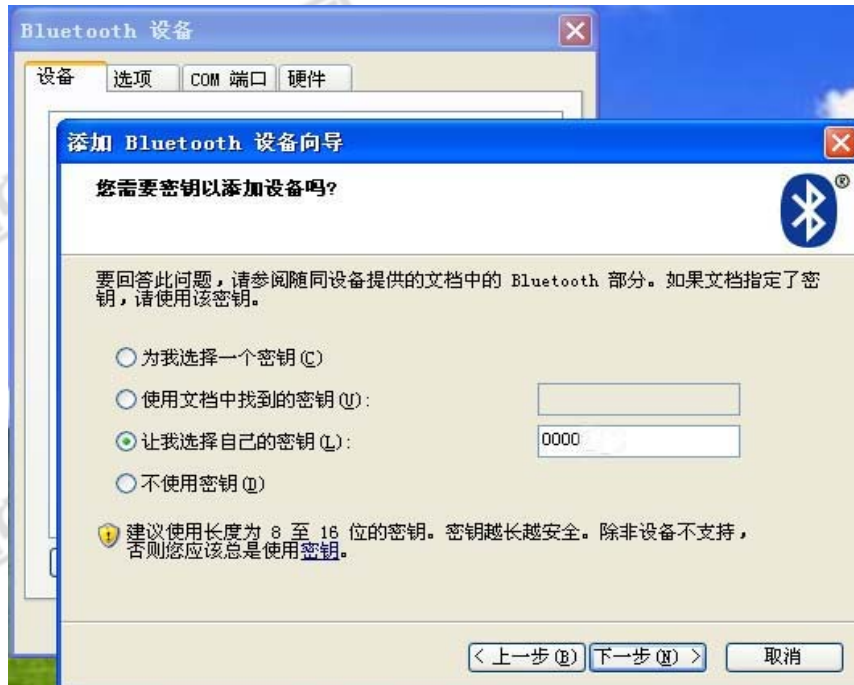 Bluetooth 设备
设备 选项 COM 端口 硬件
添加 Bluetooth 设备向导
您需要密钥以添加设备吗?
®
要回答此问题,请参阅随同设备提供的文档中的 Bluetooth 部分。如果文档指定了密
钥,请使用该密钥。
为我选择一个密钥(C)
使用文档中找到的密钥(U):
让我选择自己的密钥(L): 0000
不使用密钥(D)
建议使用长度为 8 至 16 位的密钥。密钥越长越安全。除非设备不支持,
否则您应该总是使用密钥。
< 上一步(B) 下一步(N) > 取消